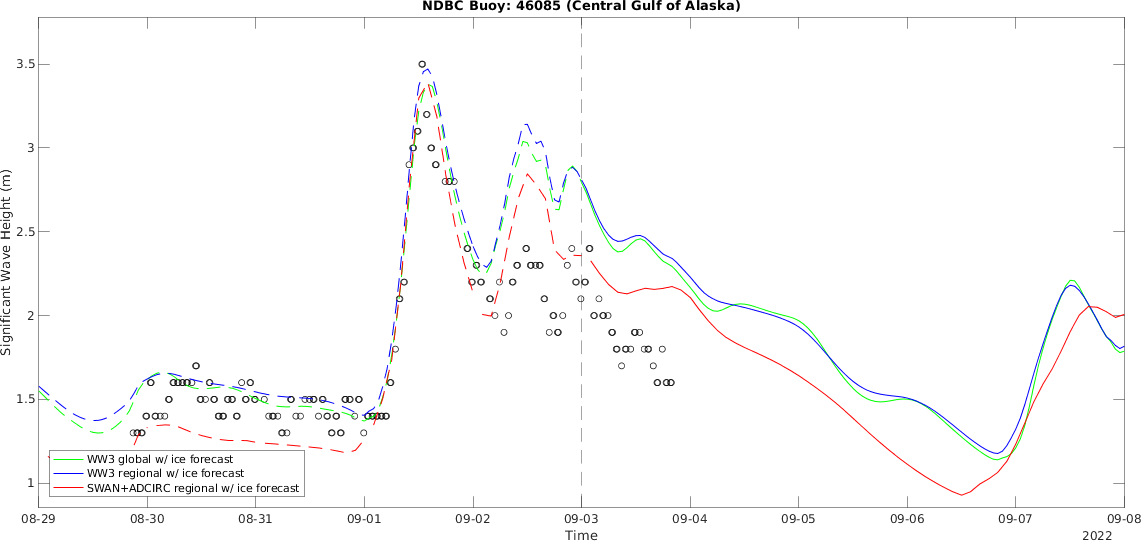 NDBC Buoy: 46085 (Central Gulf of Alaska)
Significant Wave Height (m)
3.5
3
2.5
2
1.5
1
WW3 global w/ ice forecast
WW3 regional w/ ice forecast
SWAN+ADCIRC regional w/ ice forecast
08-29 08-30 08-31 09-01 09-02 09-03 09-04 09-05 09-06 09-07 09-08
Time
2022